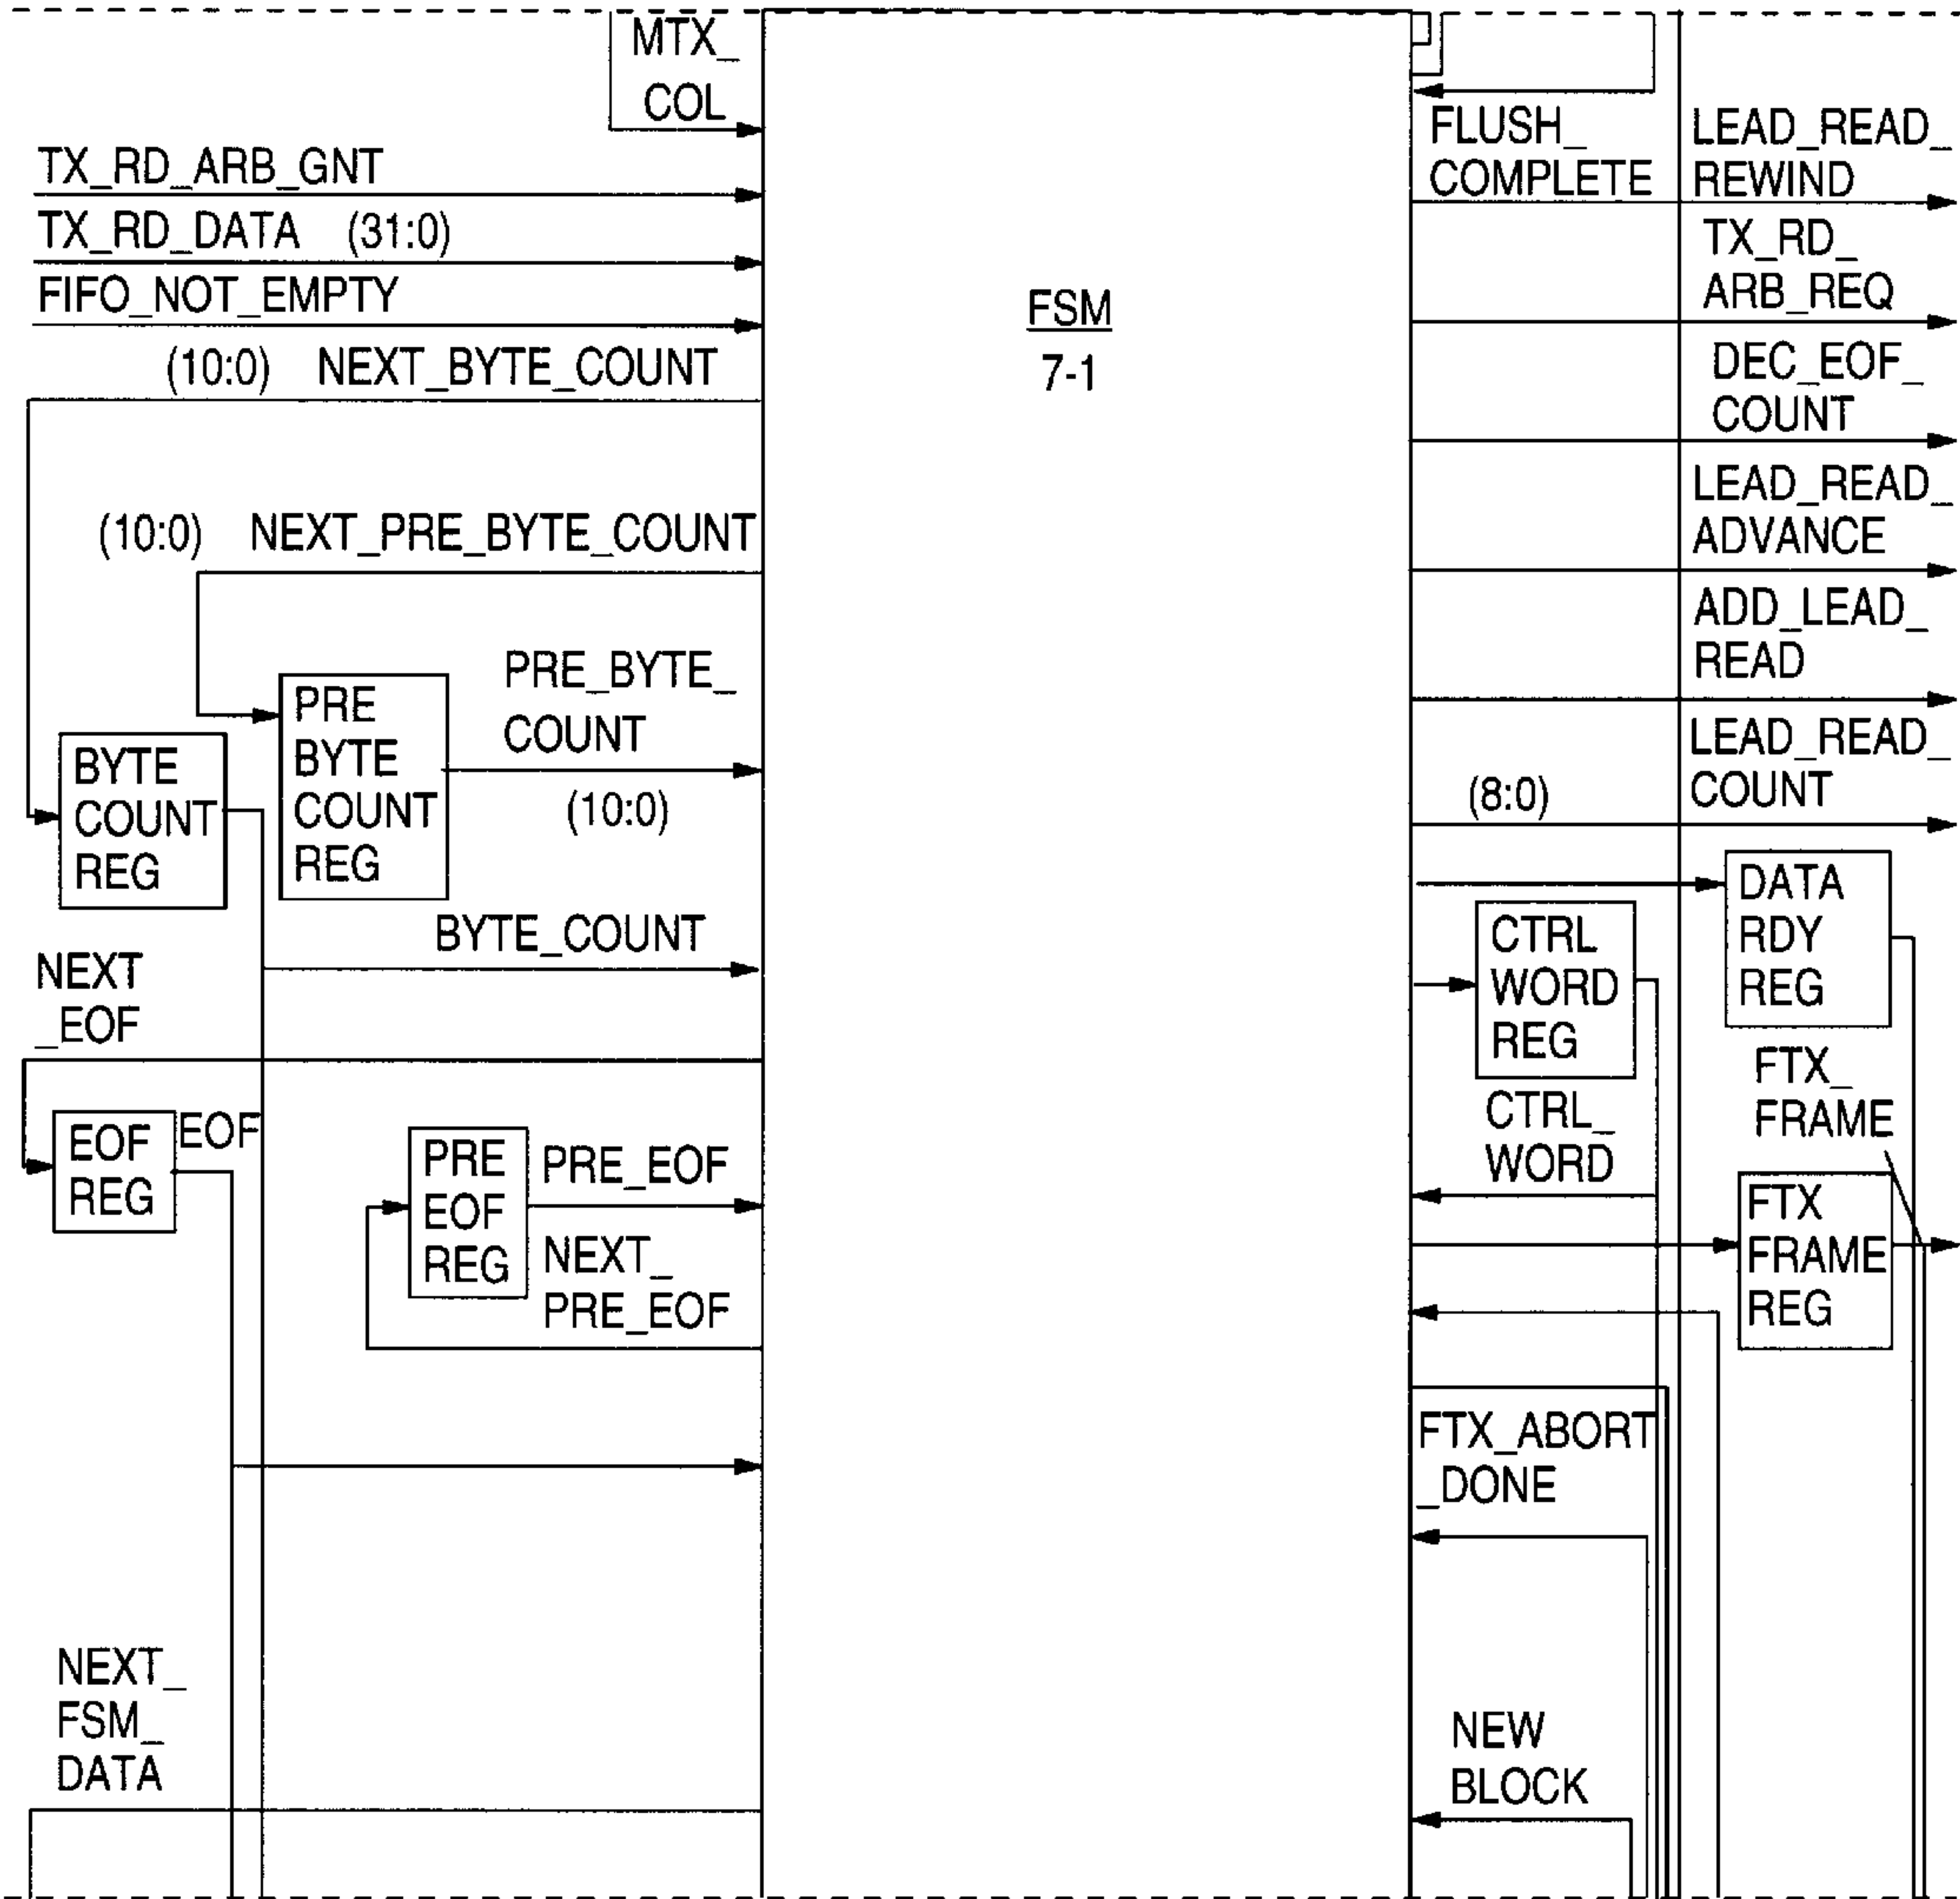 MTX_
COL
TX_RD_ARB_GNT
TX_RD_DATA (31:0)
FIFO_NOT_EMPTY
(10:0) NEXT_BYTE_COUNT
(10:0) NEXT_PRE_BYTE_COUNT
PRE_BYTE_
COUNT
(10:0)
PRE
BYTE
COUNT
REG
BYTE
COUNT
REG
BYTE_COUNT
NEXT
_EOF
EOF
REG
EOF
PRE
EOF
REG
PRE_EOF
NEXT_
PRE_EOF
NEXT_
FSM_
DATA
FSM
7-1
FLUSH_
COMPLETE
LEAD_READ_
REWIND
TX_RD_
ARB_REQ
DEC_EOF_
COUNT
LEAD_READ_
ADVANCE
ADD_LEAD_
READ
LEAD_READ_
COUNT
(8:0)
DATA
RDY
REG
CTRL
WORD
REG
CTRL_
WORD
FTX_
FRAME
FTX
FRAME
REG
FTX_ABORT
_DONE
NEW
BLOCK